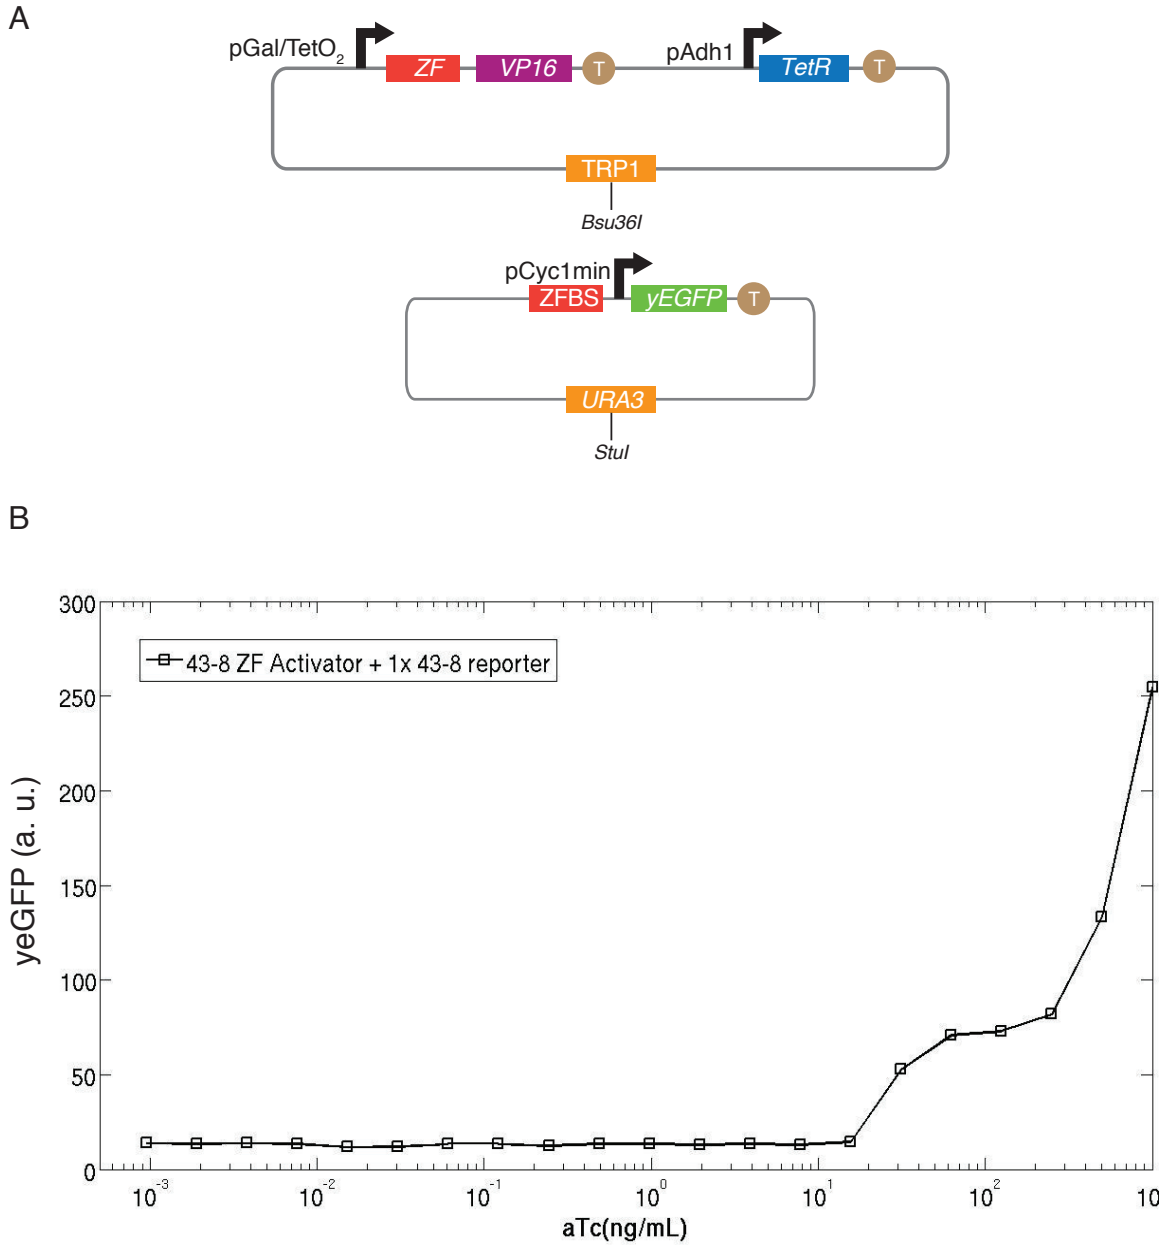 A
pGal/TetO2
ZF
VP16
T
pAdh1
TetR
T
TRP1
Bsu36I
pCyc1min
ZFBS
yEGFP
T
URA3
StuI
B
300
250
200
150
100
50
0
yeGFP (a. u.)
43-8 ZF Activator + 1x 43-8 reporter
10-3
10-2
10-1
100
101
102
10
aTc(ng/mL)